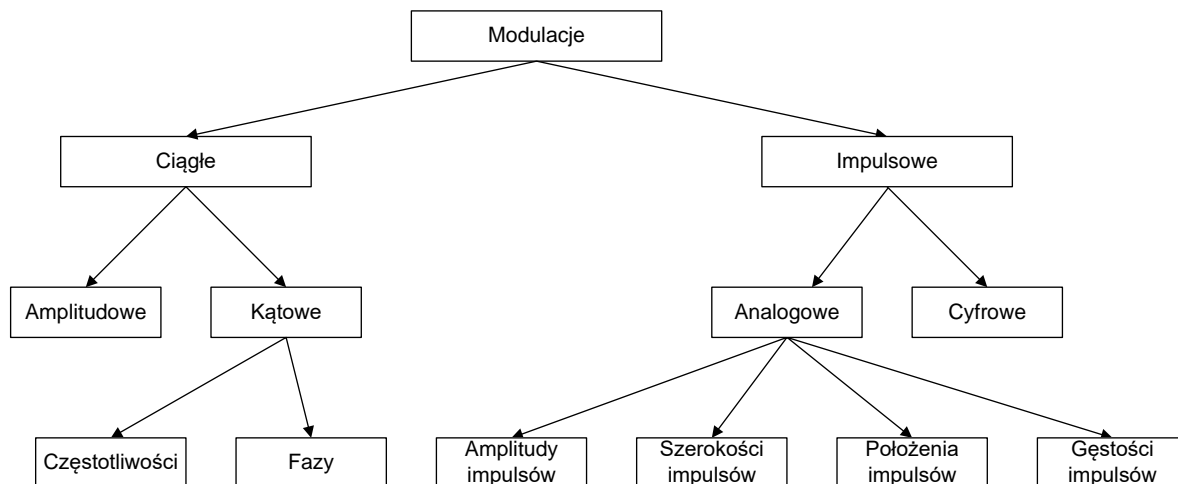 Modulacje
Ciągłe
Impulsowe
Amplitudowe
Kątowe
Analogowe
Cyfrowe
Częstotliwości
Fazy
Amplitudy
impulsów
Szerokości
impulsów
Położenia
impulsów
Gęstości
impulsów